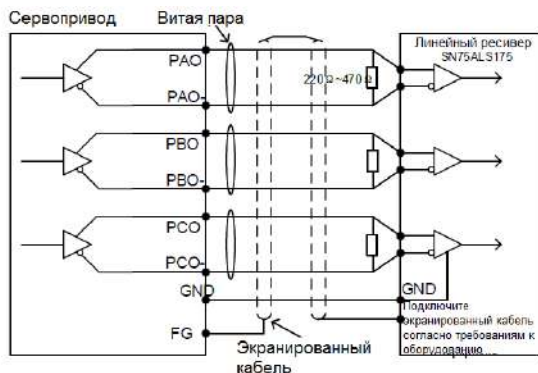 Сервопривод
Витая пара
Линейный ресивер
SN75ALS175
PAO
220Ω~470Ω
PAO-
PBO
PBO-
PCO
PCO-
GND
GND
Подключите
экранированный кабель
согласно требованиям к
оборудованию...
FG
Экранированный
кабель